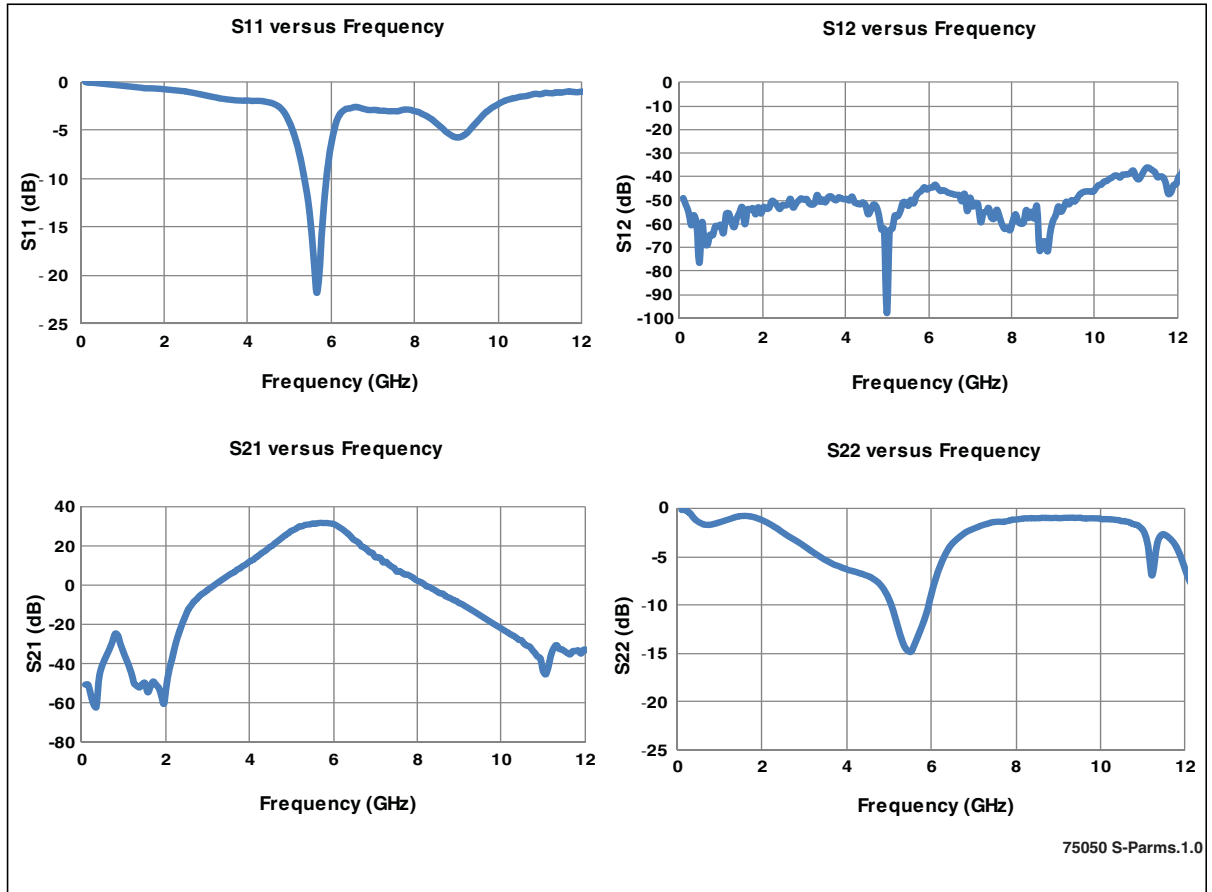 S11 versus Frequency
0
-5
- 10
- 15
- 20
- 25
S11 (dB)
0 2 4 6 8 10 12
Frequency (GHz)
S12 versus Frequency
0
-10
-20
-30
-40
-50
-60
-70
-80
-90
-100
S12 (dB)
0 2 4 6 8 10 12
Frequency (GHz)
S21 versus Frequency
40
20
0
-20
-40
-60
-80
S21 (dB)
0 2 4 6 8 10 12
Frequency (GHz)
S22 versus Frequency
0
-5
-10
-15
-20
-25
S22 (dB)
0 2 4 6 8 10 12
Frequency (GHz)
75050 S-Parms.1.0